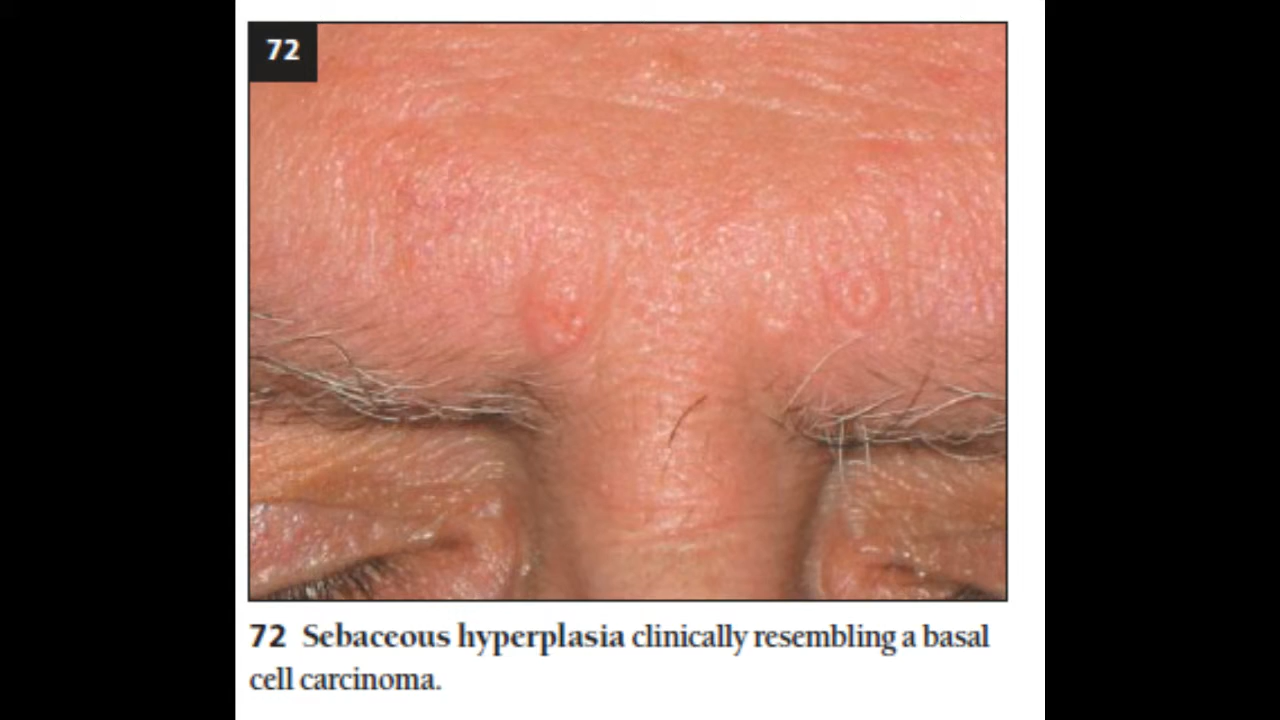 72
72 Sebaceous hyperplasia clinically resembling a basal
cell carcinoma.